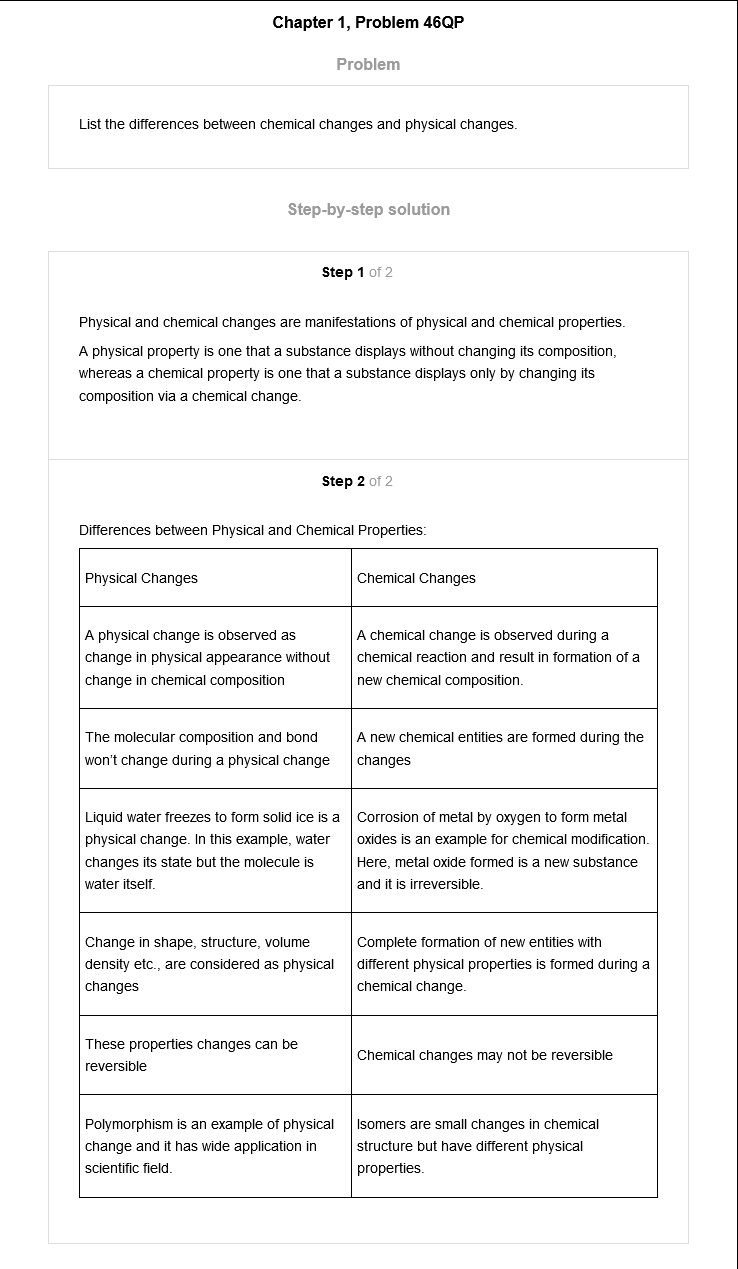 Chapter 1, Problem 46QP
Problem
List the differences between chemical changes and physical changes.
Step-by-step solution
Step 1 of 2
Physical and chemical changes are manifestations of physical and chemical properties.
A physical property is one that a substance displays without changing its composition,
whereas a chemical property is one that a substance displays only by changing its
composition via a chemical change.
Step 2 of 2
Differences between Physical and Chemical Properties:
Physical Changes
Chemical Changes
A physical change is observed as
change in physical appearance without
change in chemical composition
A chemical change is observed during a
chemical reaction and result in formation of a
new chemical composition.
The molecular composition and bond
won't change during a physical change
A new chemical entities are formed during the
changes
Liquid water freezes to form solid ice is a
physical change. In this example, water
changes its state but the molecule is
water itself.
Corrosion of metal by oxygen to form metal
oxides is an example for chemical modification.
Here, metal oxide formed is a new substance
and it is irreversible.
Change in shape, structure, volume
density etc., are considered as physical
changes
Complete formation of new entities with
different physical properties is formed during a
chemical change.
These properties changes can be
reversible
Chemical changes may not be reversible
Polymorphism is an example of physical
change and it has wide application in
scientific field.
Isomers are small changes in chemical
structure but have different physical
properties.